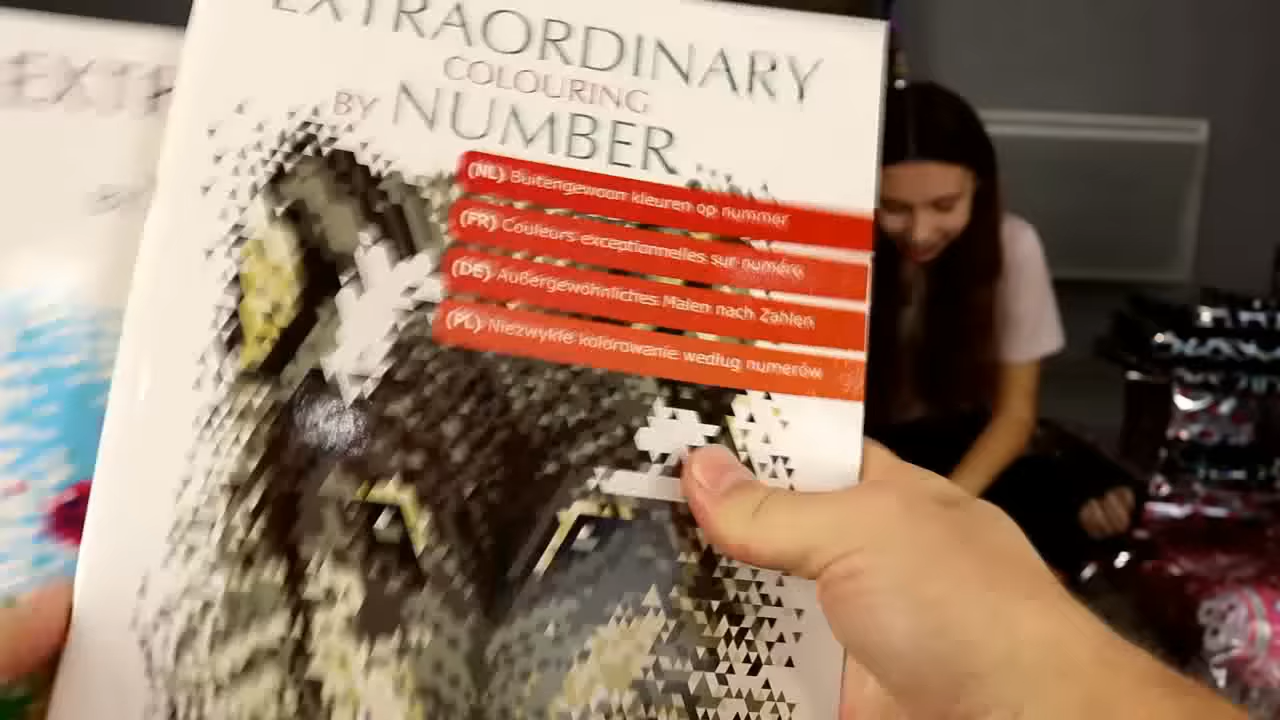 EXTRAORDINARY
COLOURING
BY NUMBER
(NL) Buitengewoon kleuren op nummer
(FR) Couleurs exceptionnelles sur numéro
(DE) Außergewöhnliches Malen nach Zahlen
(PL) Niezwykłe kolorowanie według numerów
EXTR